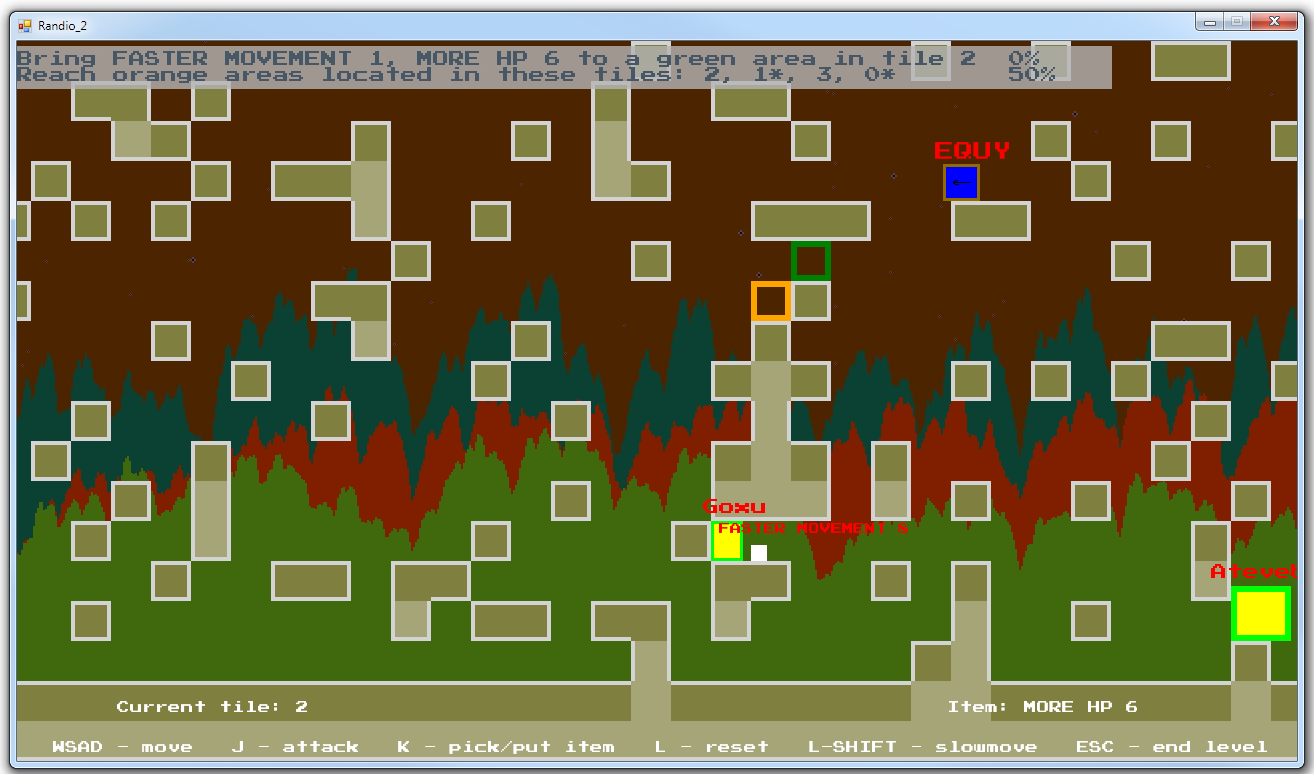 Randio_2
Bring FASTER MOVEMENT 1, MORE HP 6 to a green area in tile 2 0%
Reach orange areas located in these tiles: 2, 1*, 3, 0* 50%
EQUY
Goxu
FASTER MOVEMENT 8
Atevet
Current tile: 2 Item: MORE HP 6
WSAD - move J - attack K - pick/put item L - reset L-SHIFT - slowmove ESC - end level